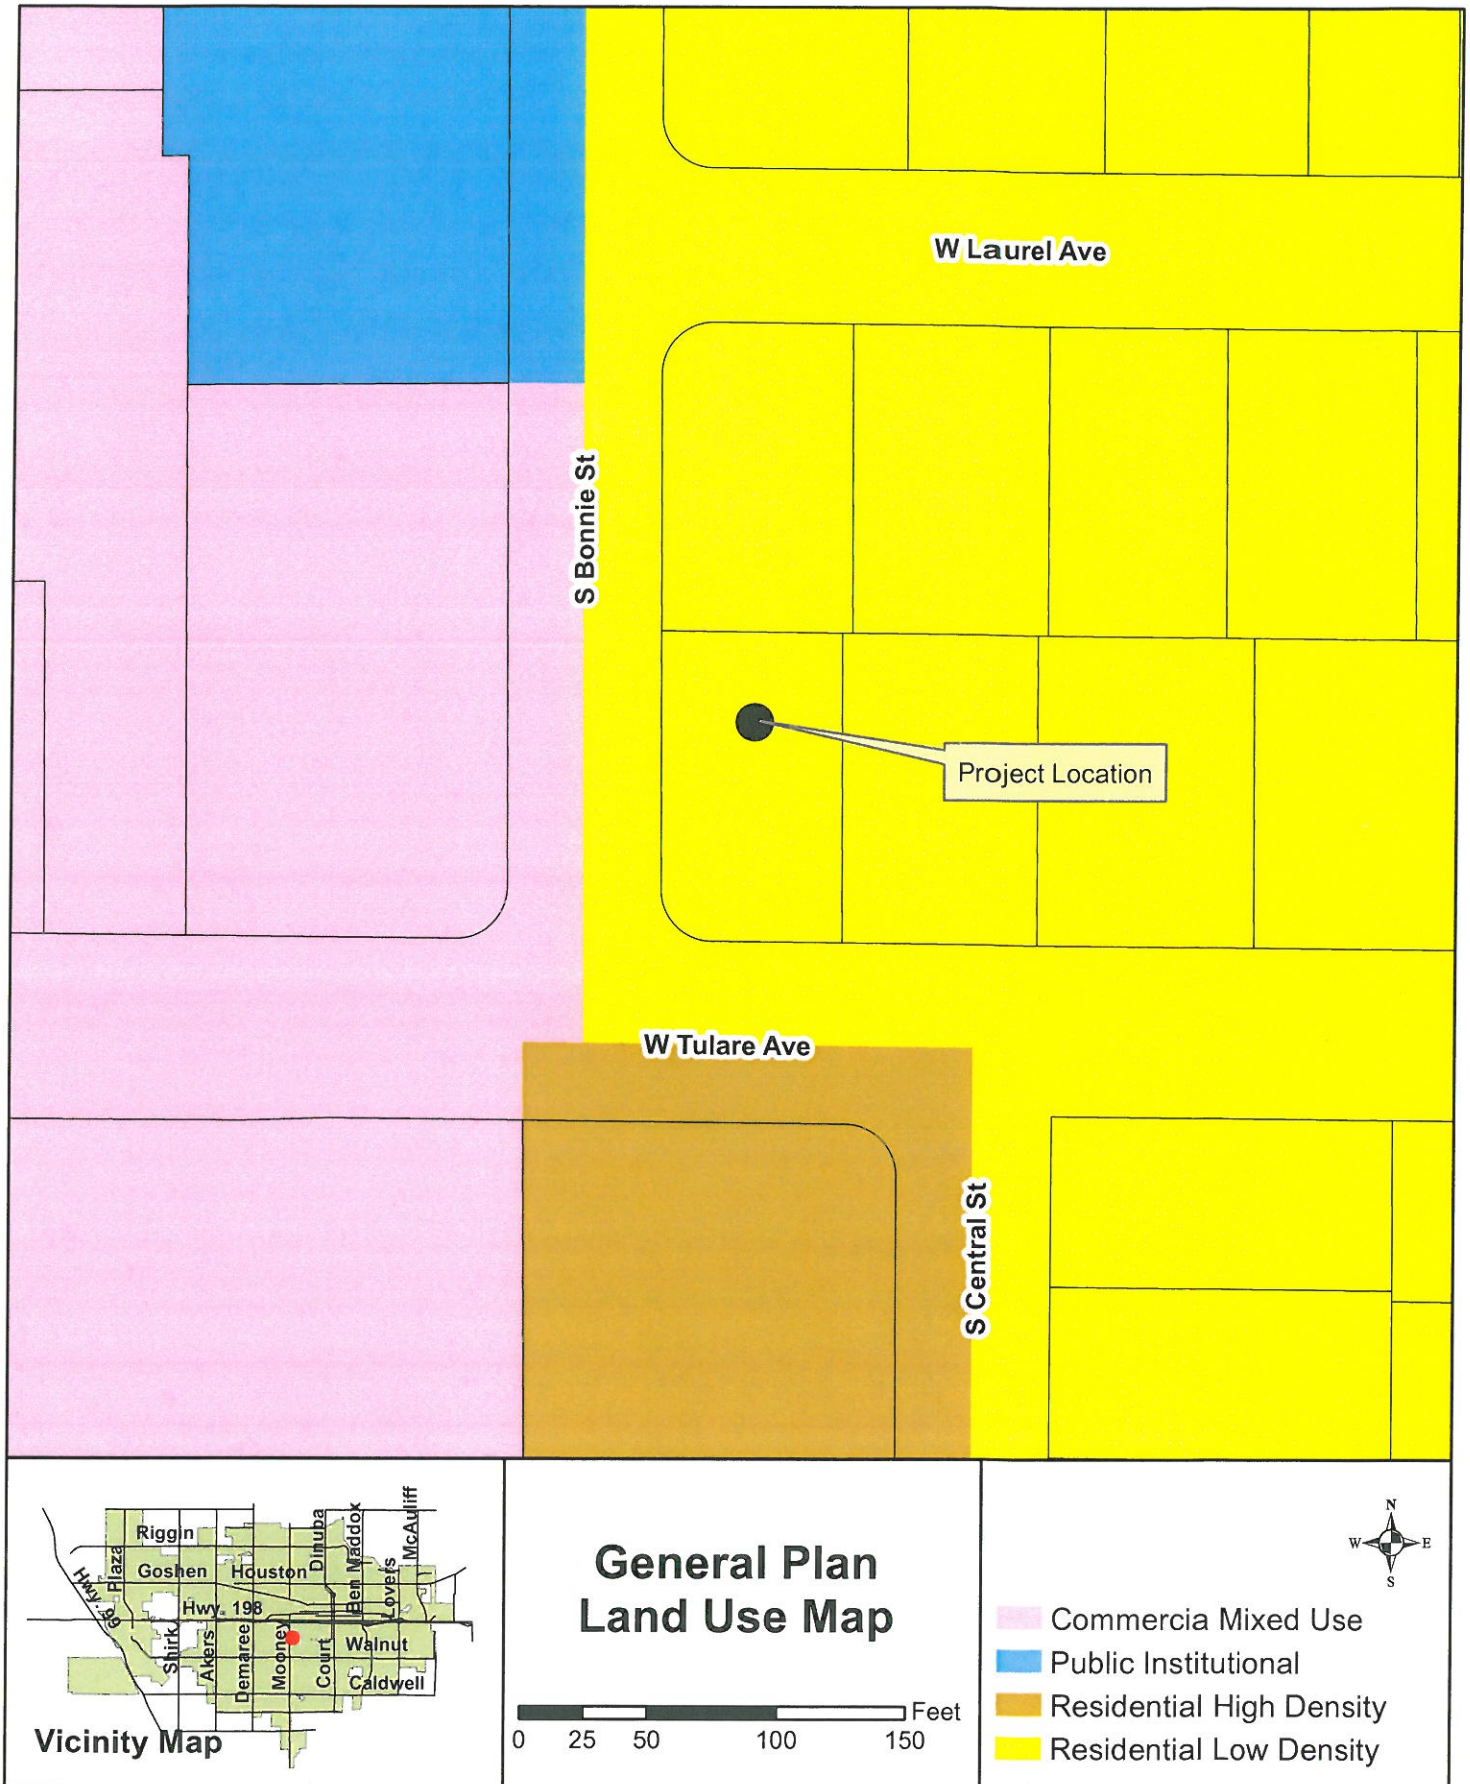 W Laurel Ave
S Bonnie St
Project Location
W Tulare Ave
S Central St
Riggin
Plaza
Goshen
Houston
Dinuba
Ben Maddox
McAuliff
Lovers
Hwy. 99
Hwy. 198
Shirk
Akers
Demaree
Mooney
Court
Walnut
Caldwell
Vicinity Map
General Plan
Land Use Map
Feet
0 25 50 100 150
N
W E
S
Commercia Mixed Use
Public Institutional
Residential High Density
Residential Low Density